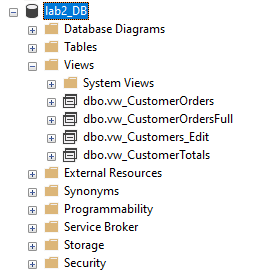 lab2_DB
Database Diagrams
Tables
Views
System Views
dbo.vw_CustomerOrders
dbo.vw_CustomerOrdersFull
dbo.vw_Customers_Edit
dbo.vw_CustomerTotals
External Resources
Synonyms
Programmability
Service Broker
Storage
Security